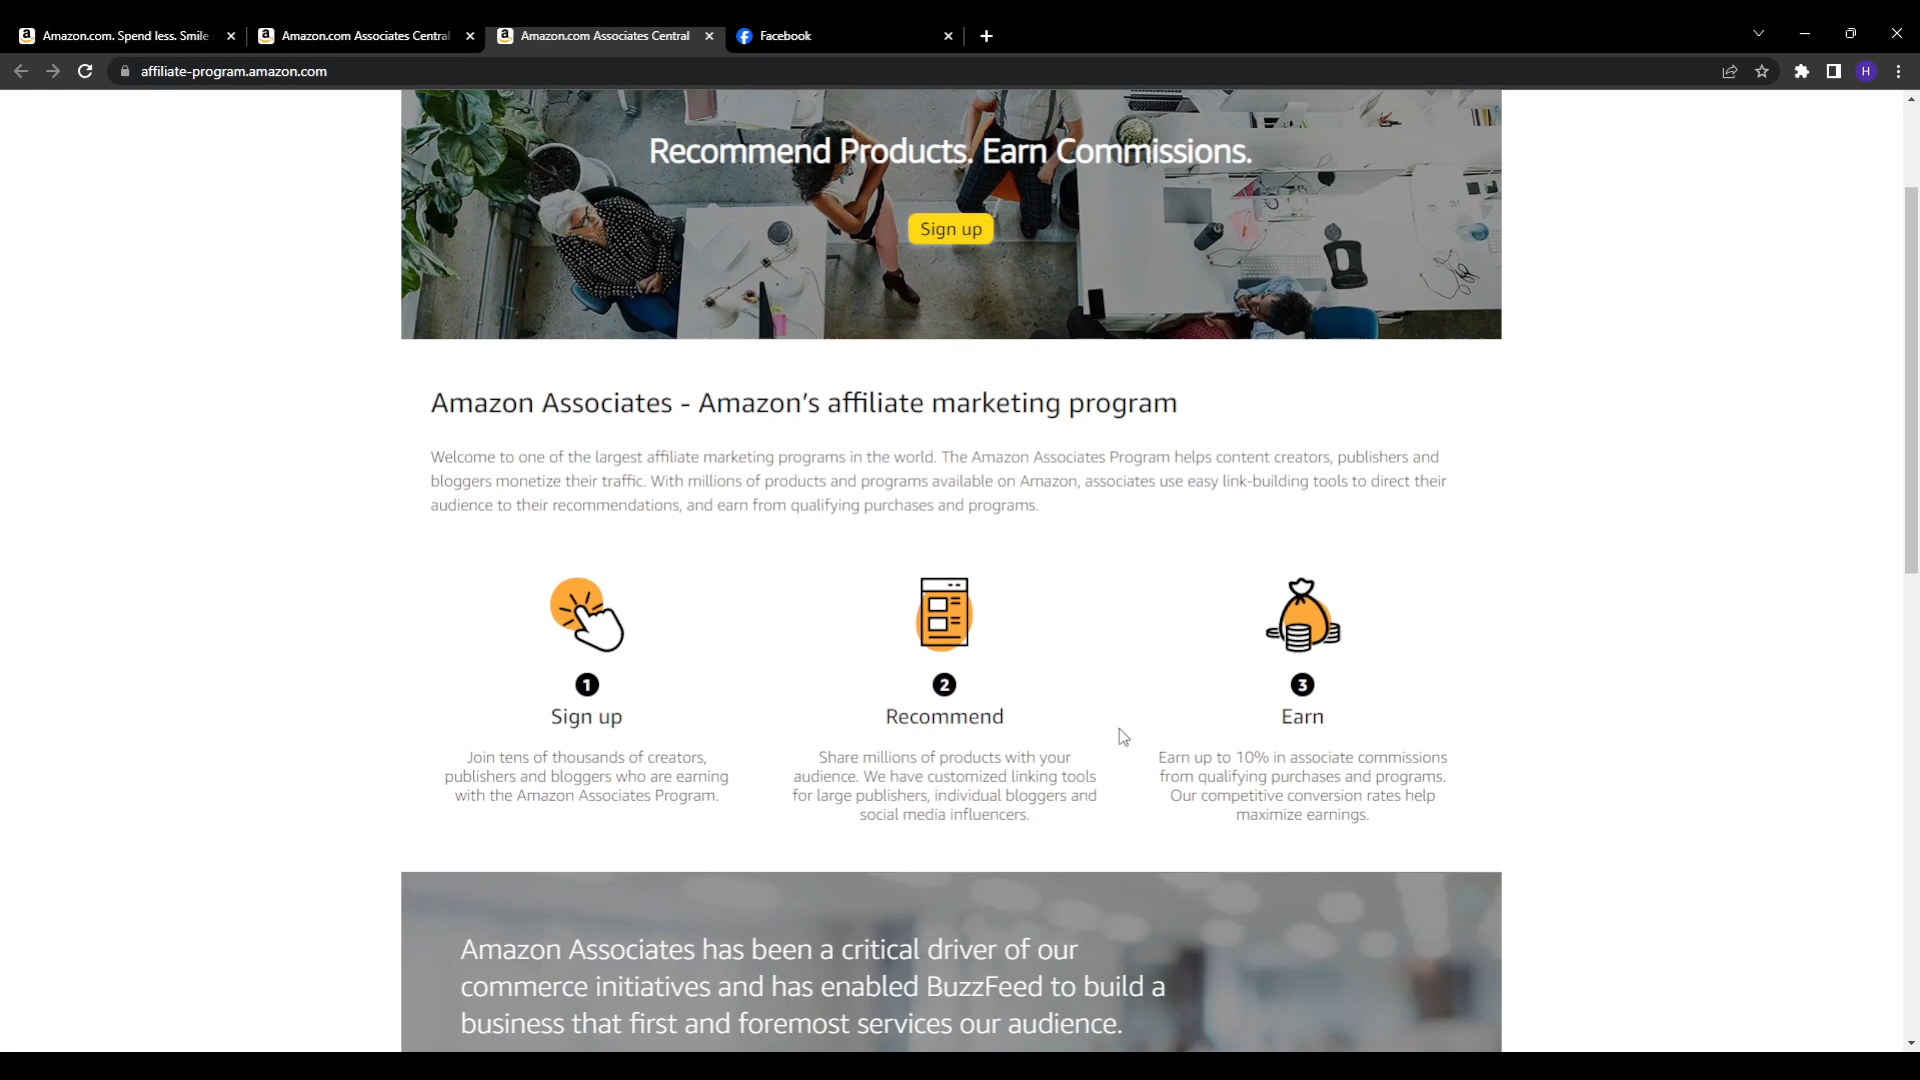 Amazon.com. Spend less. Smile
Amazon.com Associates Central
Amazon.com Associates Central
Facebook
affiliate-program.amazon.com
H
Recommend Products. Earn Commissions.
Sign up
Amazon Associates - Amazon's affiliate marketing program
Welcome to one of the largest affiliate marketing programs in the world. The Amazon Associates Program helps content creators, publishers and
bloggers monetize their traffic. With millions of products and programs available on Amazon, associates use easy link-building tools to direct their
audience to their recommendations, and earn from qualifying purchases and programs.
1
Sign up
Join tens of thousands of creators,
publishers and bloggers who are earning
with the Amazon Associates Program.
2
Recommend
Share millions of products with your
audience. We have customized linking tools
for large publishers, individual bloggers and
social media influencers.
3
Earn
Earn up to 10% in associate commissions
from qualifying purchases and programs.
Our competitive conversion rates help
maximize earnings.
Amazon Associates has been a critical driver of our
commerce initiatives and has enabled BuzzFeed to build a
business that first and foremost services our audience.